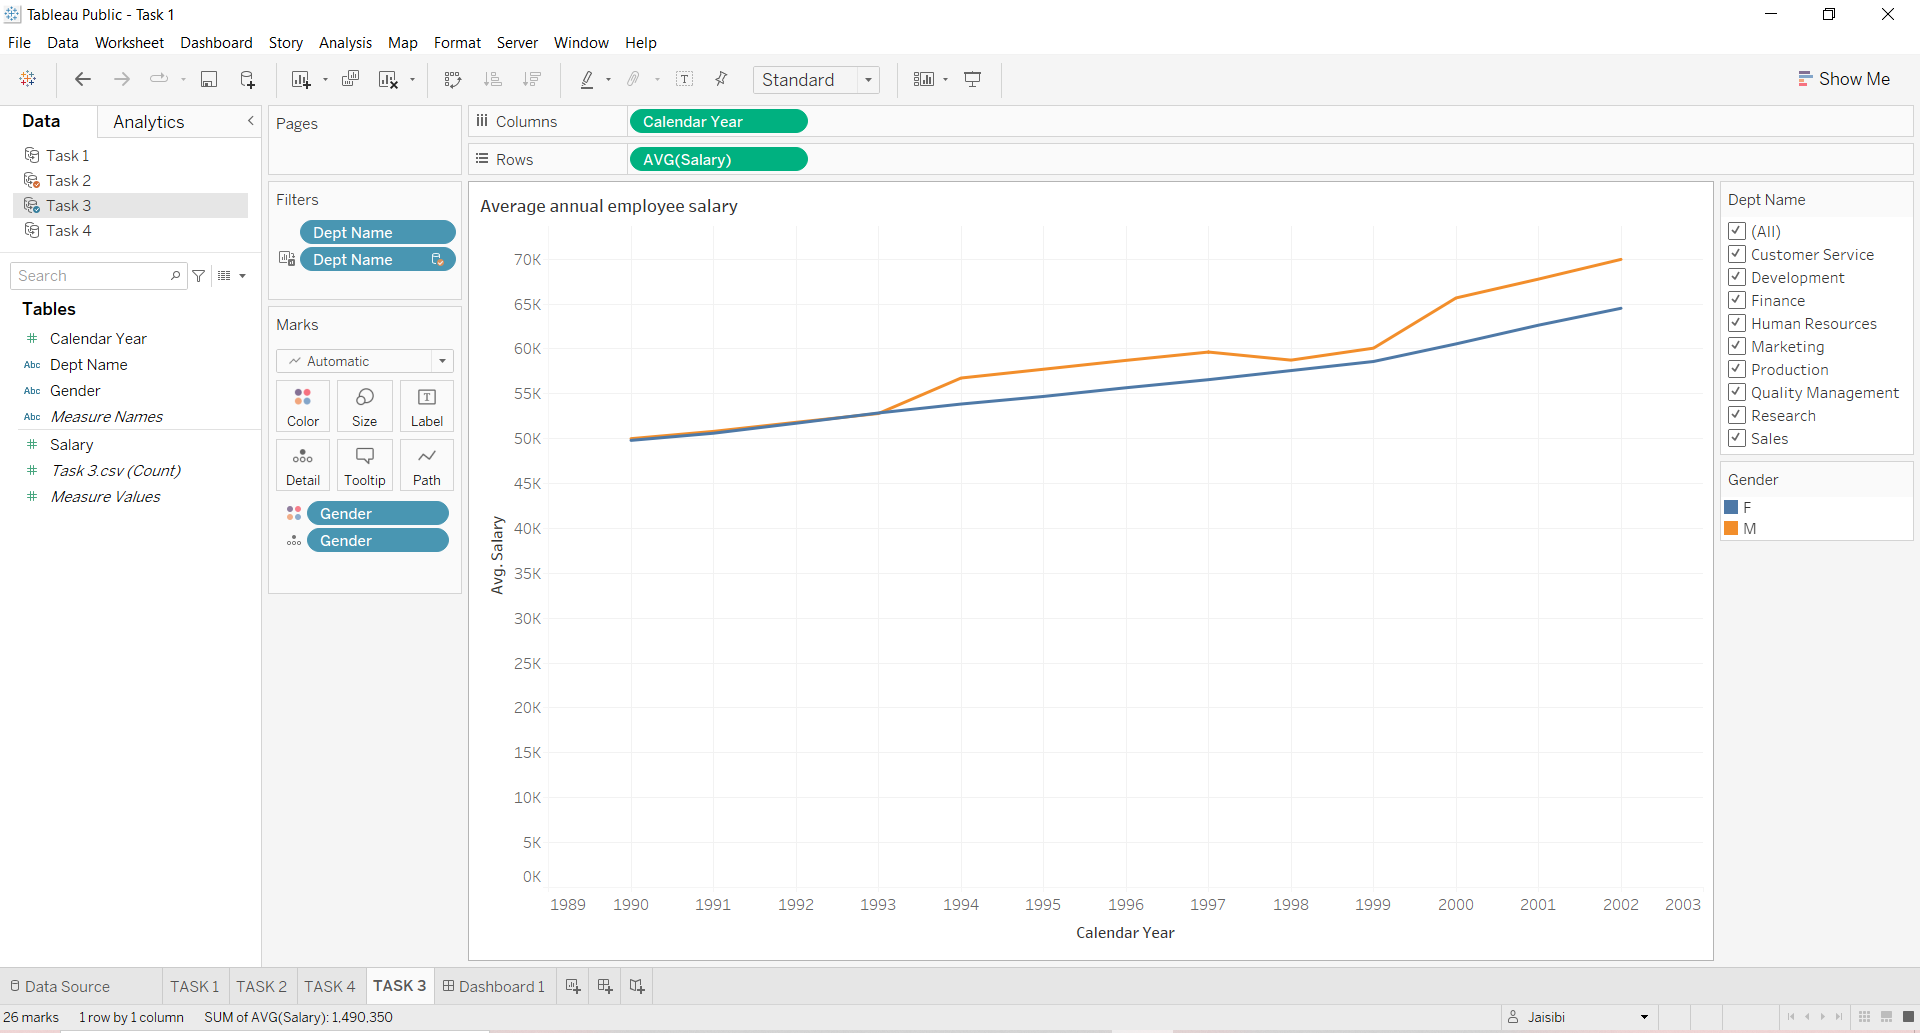 Tableau Public - Task 1
File Data Worksheet Dashboard Story Analysis Map Format Server Window Help
Standard
Show Me
Data Analytics
Task 1
Task 2
Task 3
Task 4
Search
Tables
Calendar Year
Abc Dept Name
Abc Gender
Abc Measure Names
Salary
Task 3.csv (Count)
Measure Values
Pages
Filters
Dept Name
Dept Name
Marks
Automatic
Color Size Label
Detail Tooltip Path
Gender
Gender
Columns Calendar Year
Rows AVG(Salary)
Average annual employee salary
Avg. Salary
70K
65K
60K
55K
50K
45K
40K
35K
30K
25K
20K
15K
10K
5K
0K
1989 1990 1991 1992 1993 1994 1995 1996 1997 1998 1999 2000 2001 2002 2003
Calendar Year
Dept Name
(All)
Customer Service
Development
Finance
Human Resources
Marketing
Production
Quality Management
Research
Sales
Gender
F
M
Data Source TASK 1 TASK 2 TASK 4 TASK 3 Dashboard 1
26 marks 1 row by 1 column SUM of AVG(Salary): 1,490,350
Jaisibi